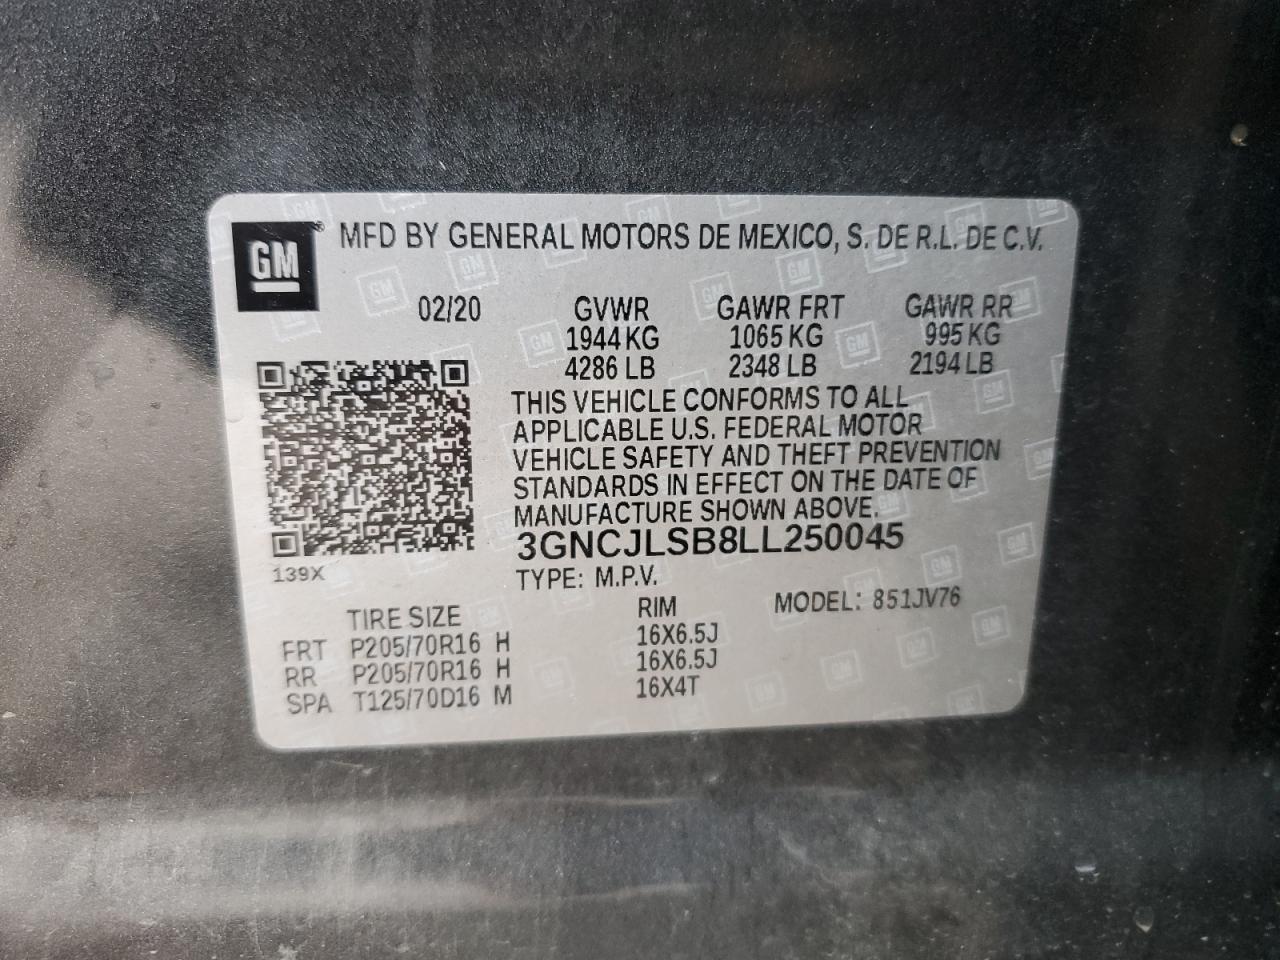 GM ® MFD BY GENERAL MOTORS DE MEXICO, S. DE R.L. DE C.V.
02/20 GVWR GAWR FRT GAWR RR
1944 KG 1065 KG 995 KG
4286 LB 2348 LB 2194 LB
THIS VEHICLE CONFORMS TO ALL
APPLICABLE U.S. FEDERAL MOTOR
VEHICLE SAFETY AND THEFT PREVENTION
STANDARDS IN EFFECT ON THE DATE OF
MANUFACTURE SHOWN ABOVE.
3GNCJLSB8LL250045
139X
TYPE: M.P.V.
MODEL: 851JV76
TIRE SIZE RIM
FRT P205/70R16 H 16X6.5J
RR P205/70R16 H 16X6.5J
SPA T125/70D16 M 16X4T